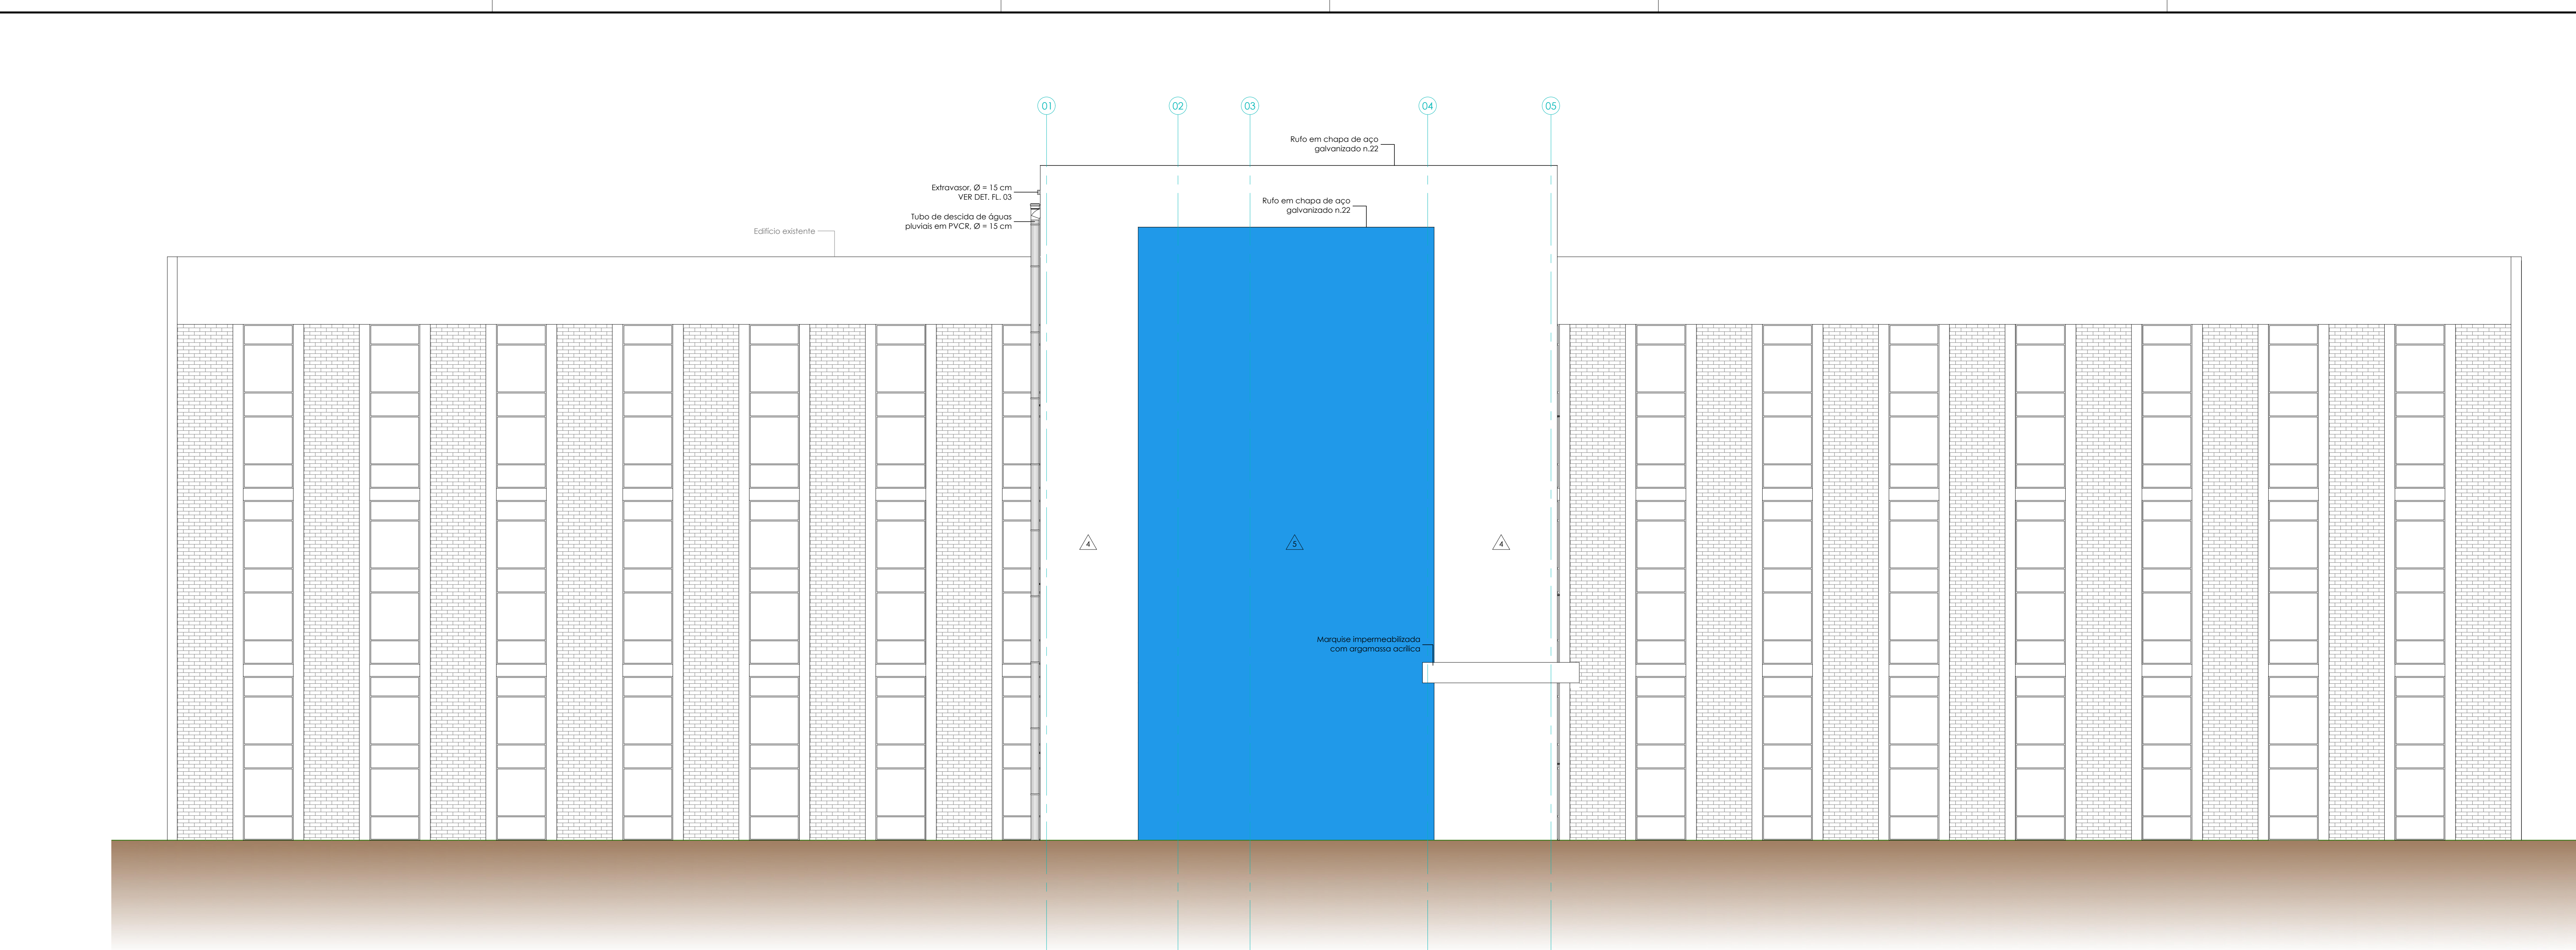 01
02
03
04
05
Rufo em chapa de aço
galvanizado n.22
Extravasor, Ø = 15 cm
VER DET. FL. 03
Rufo em chapa de aço
galvanizado n.22
Tubo de descida de águas
pluviais em PVCR, Ø = 15 cm
Edifício existente
4
5
4
Marquise impermeabilizada
com argamassa acrílica